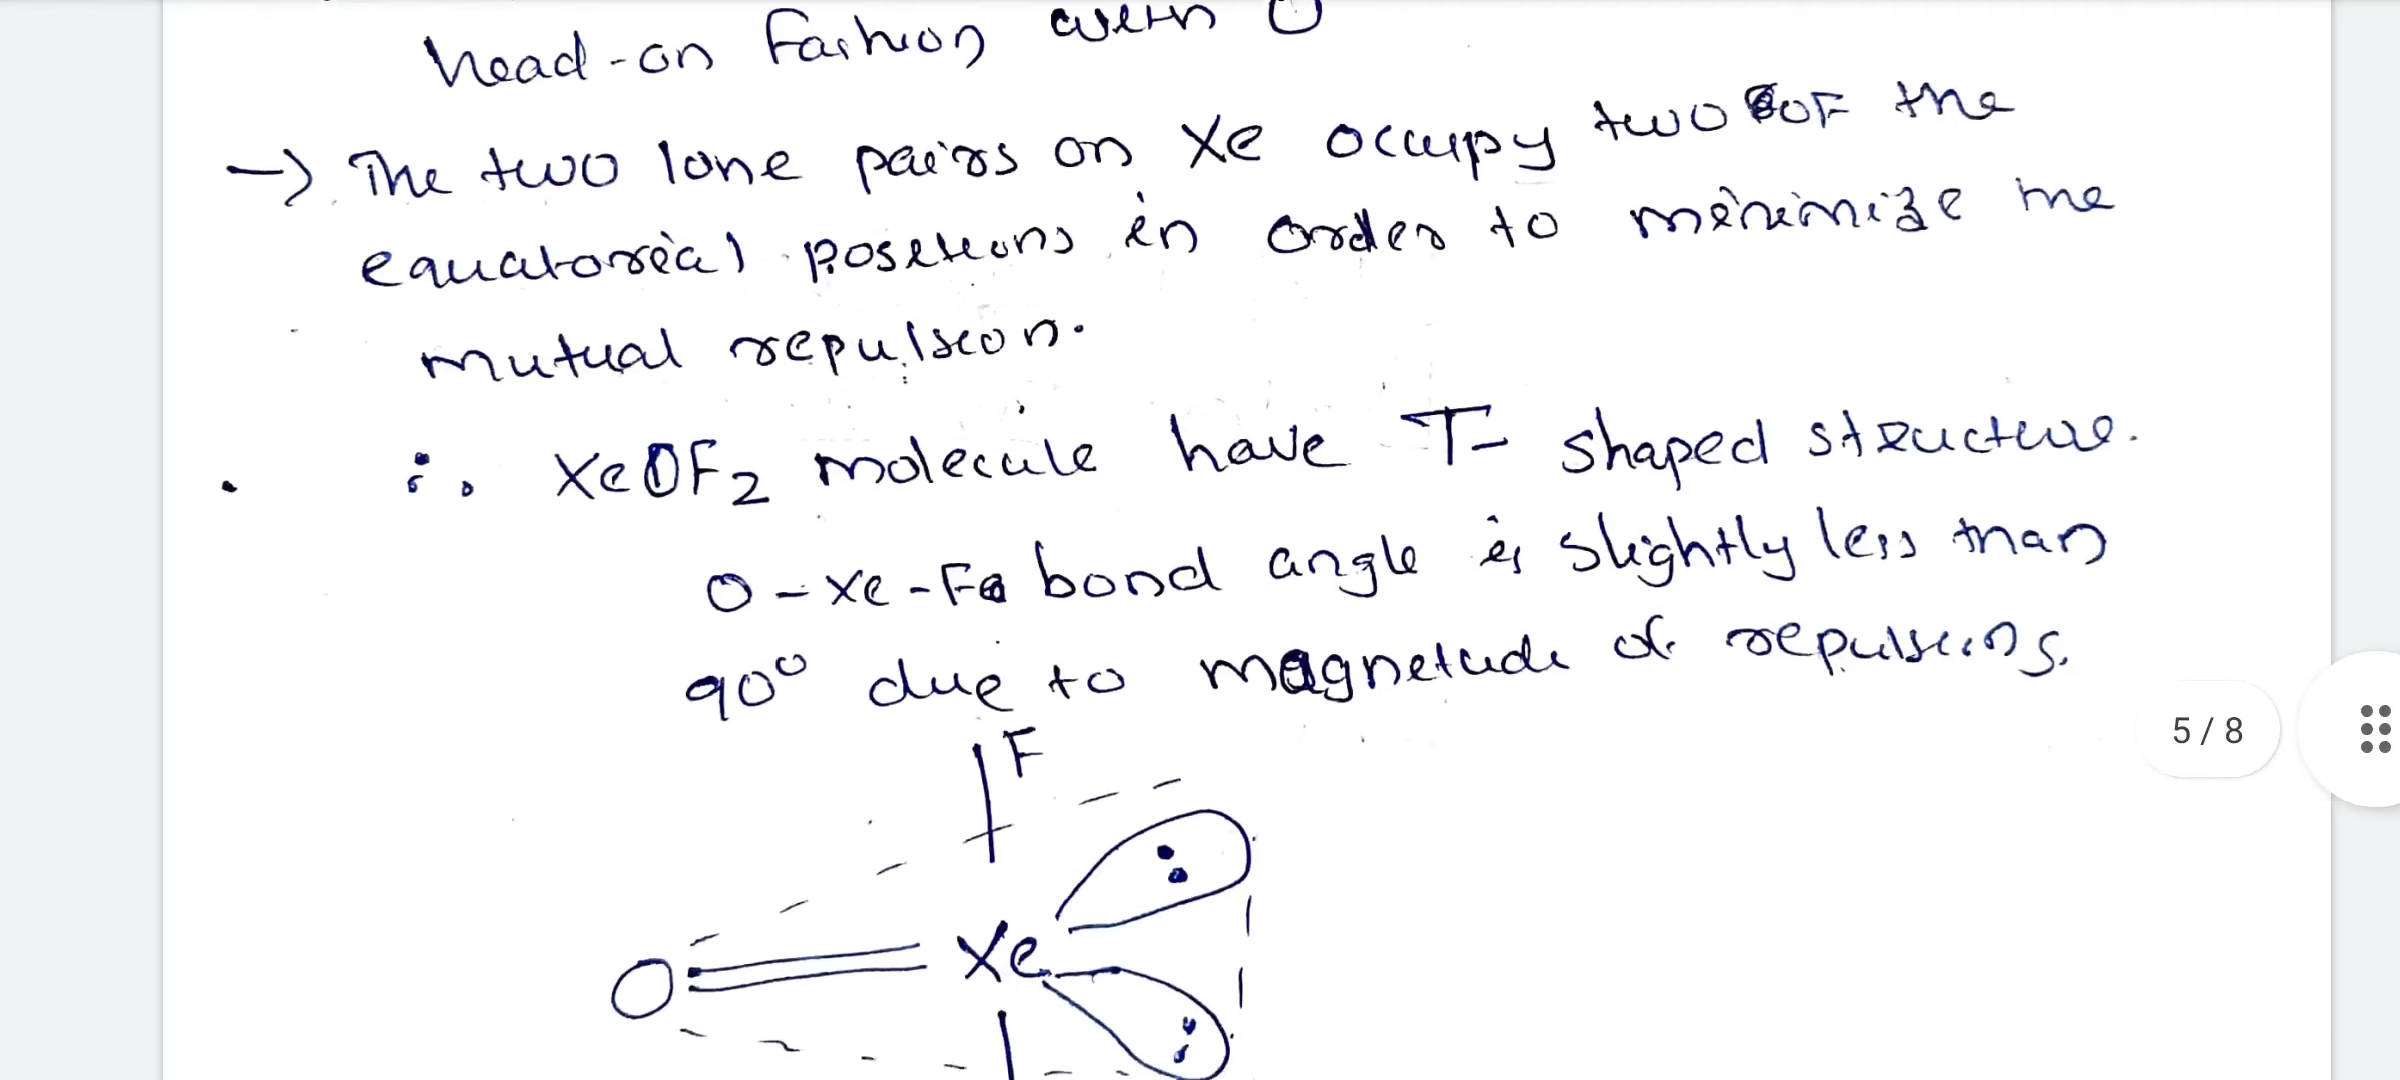 head-on fashion with O
→ The two lone pairs on Xe occupy two of the
equatorial positions in order to minimize the
mutual repulsion.
∴ XeOF2 molecule have T- shaped structure.
O-Xe-F bond angle is slightly less than
90° due to magnetude of repulsions.
5 / 8
F
O Xe